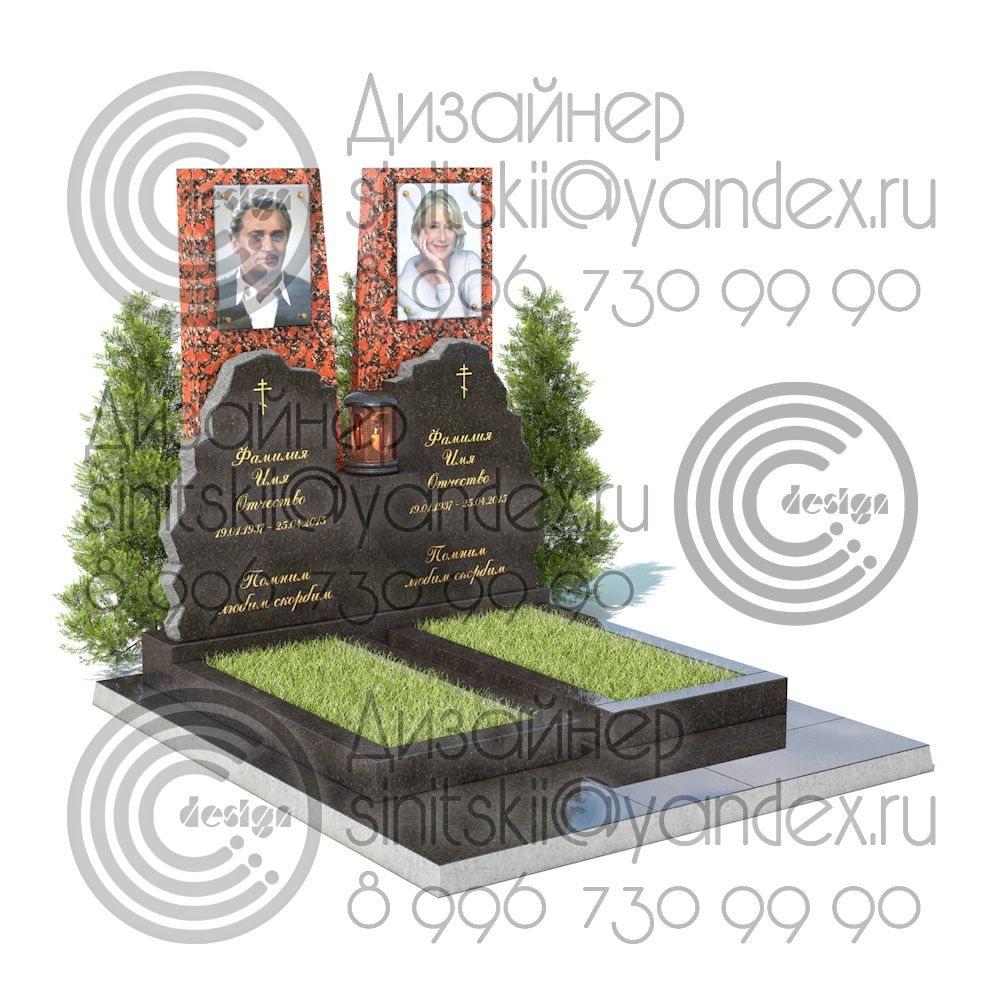 Дизайнер
sinitskii@yandex.ru
8 996 730 99 90
design
Фамилия
Имя
Отчество
19.01.1937 - 25.04.2015
Помним
любим скорбим
Фамилия
Имя
Отчество
19.01.1937 - 25.04.2015
Помним
любим скорбим
Дизайнер
sinitskii@yandex.ru
8 996 730 99 90
design
Дизайнер
sinitskii@yandex.ru
8 996 730 99 90
design